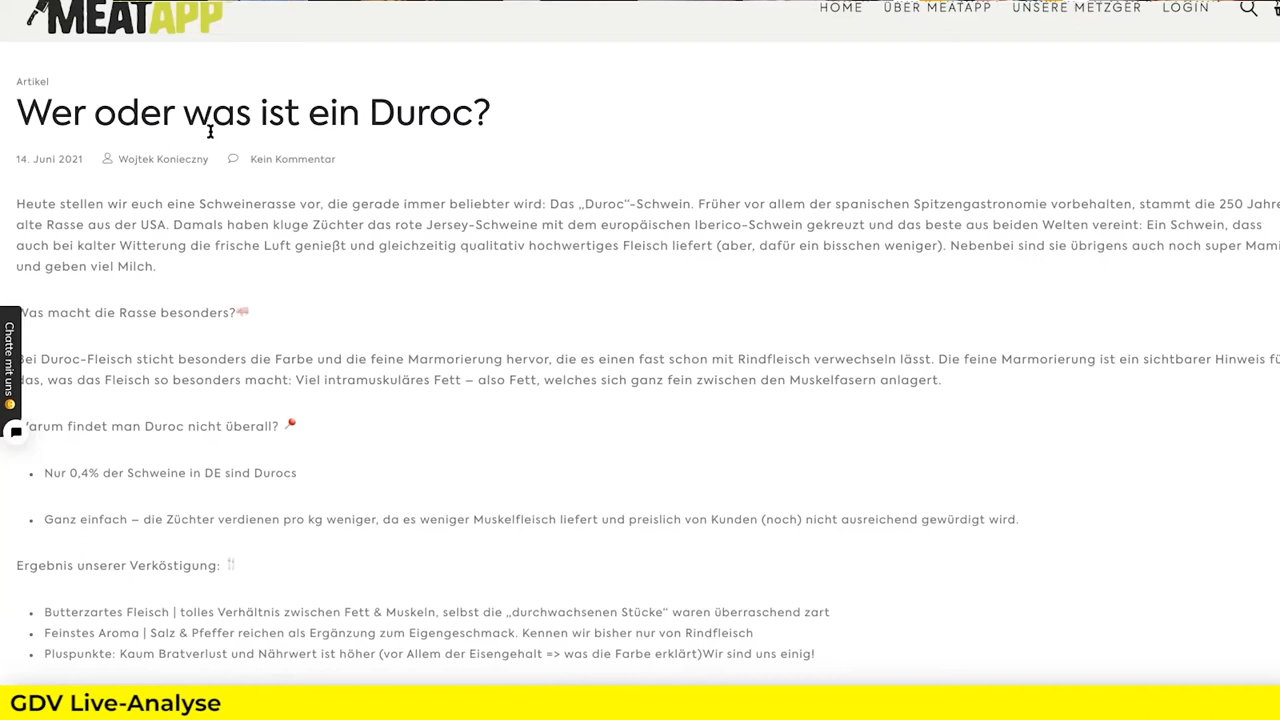 MEATAPP
HOME ÜBER MEATAPP UNSERE METZGER LOGIN
Artikel
Wer oder was ist ein Duroc?
14. Juni 2021 Wojtek Konieczny Kein Kommentar
Heute stellen wir euch eine Schweinerasse vor, die gerade immer beliebter wird: Das „Duroc“-Schwein. Früher vor allem der spanischen Spitzengastronomie vorbehalten, stammt die 250 Jahre
alte Rasse aus der USA. Damals haben kluge Züchter das rote Jersey-Schweine mit dem europäischen Iberico-Schwein gekreuzt und das beste aus beiden Welten vereint: Ein Schwein, dass
auch bei kalter Witterung die frische Luft genießt und gleichzeitig qualitativ hochwertiges Fleisch liefert (aber, dafür ein bisschen weniger). Nebenbei sind sie übrigens auch noch super Mami
und geben viel Milch.
Was macht die Rasse besonders?
Bei Duroc-Fleisch sticht besonders die Farbe und die feine Marmorierung hervor, die es einen fast schon mit Rindfleisch verwechseln lässt. Die feine Marmorierung ist ein sichtbarer Hinweis fü
das, was das Fleisch so besonders macht: Viel intramuskuläres Fett – also Fett, welches sich ganz fein zwischen den Muskelfasern anlagert.
Chatte mit uns
Warum findet man Duroc nicht überall?
Nur 0,4% der Schweine in DE sind Durocs
Ganz einfach – die Züchter verdienen pro kg weniger, da es weniger Muskelfleisch liefert und preislich von Kunden (noch) nicht ausreichend gewürdigt wird.
Ergebnis unserer Verköstigung:
Butterzartes Fleisch | tolles Verhältnis zwischen Fett & Muskeln, selbst die „durchwachsenen Stücke“ waren überraschend zart
Feinstes Aroma | Salz & Pfeffer reichen als Ergänzung zum Eigengeschmack. Kennen wir bisher nur von Rindfleisch
Pluspunkte: Kaum Bratverlust und Nährwert ist höher (vor Allem der Eisengehalt => was die Farbe erklärt)Wir sind uns einig!
GDV Live-Analyse